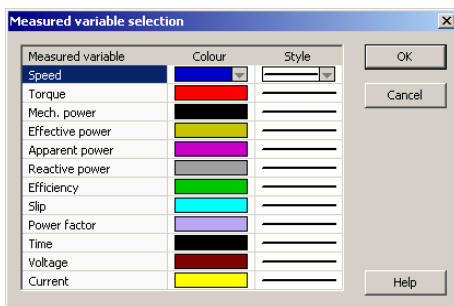 Measured variable selection
Measured variable Colour Style
Speed
Torque
Mech. power
Effective power
Apparent power
Reactive power
Efficiency
Slip
Power factor
Time
Voltage
Current
OK
Cancel
Help